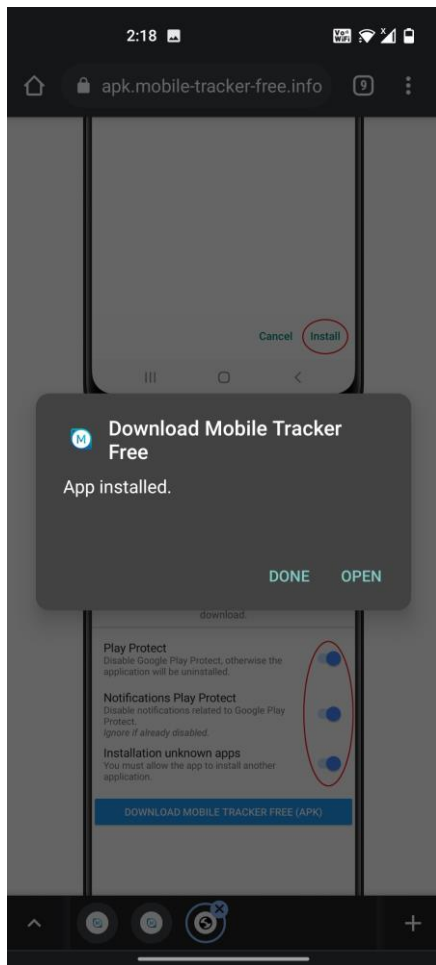 2:18
Vo»
WiFi
apk.mobile-tracker-free.info
9
Cancel Install
M
Download Mobile Tracker
Free
App installed.
DONE OPEN
download.
Play Protect
Disable Google Play Protect, otherwise the
application will be uninstalled.
Notifications Play Protect
Disable notifications related to Google Play
Protect.
Ignore if already disabled.
Installation unknown apps
You must allow the app to install another
application.
DOWNLOAD MOBILE TRACKER FREE (APK)